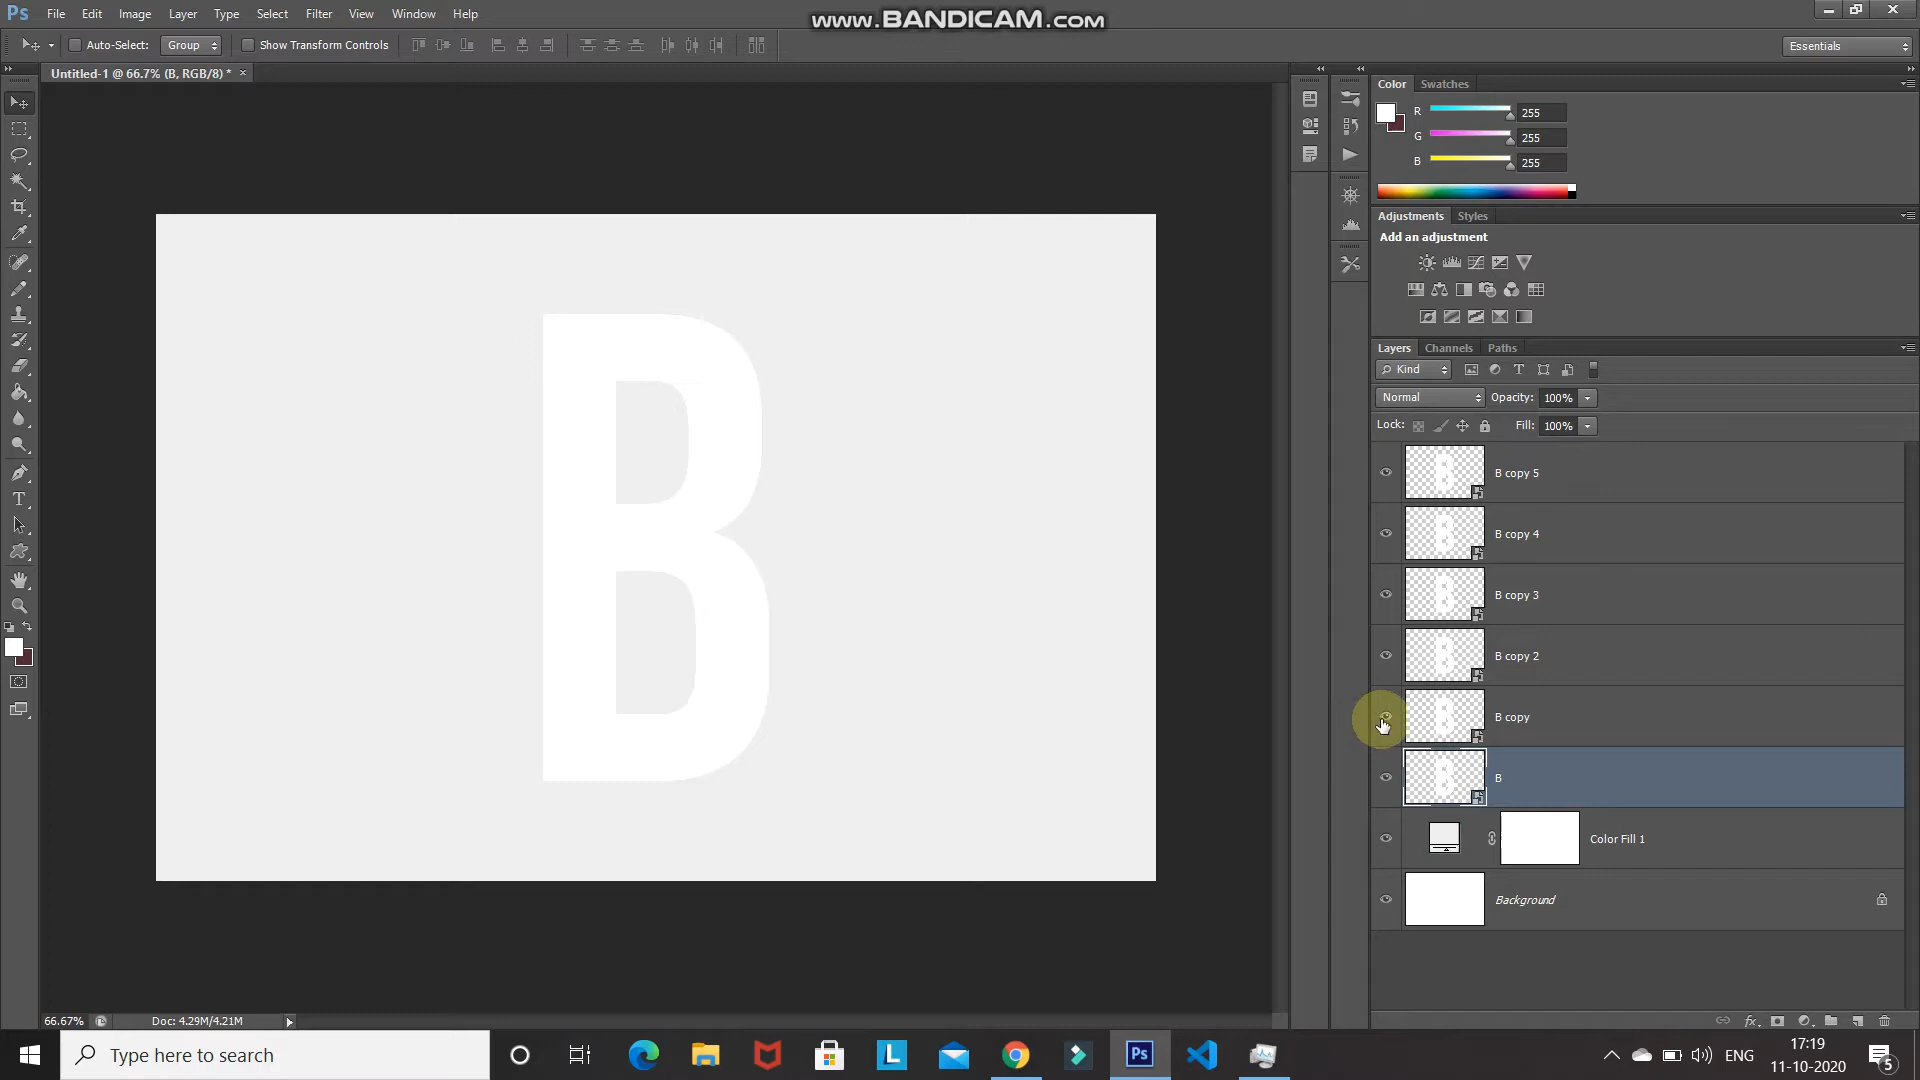 Ps File Edit Image Layer Type Select Filter View Window Help
www.BANDICAM.com
Auto-Select: Group Show Transform Controls Essentials
Untitled-1 @ 66.7% (B, RGB/8) * ×
Color Swatches
R 255
G 255
B 255
Adjustments Styles
Add an adjustment
Layers Channels Paths
Kind
Normal Opacity: 100%
Lock: Fill: 100%
B copy 5
B copy 4
B copy 3
B copy 2
B copy
B
Color Fill 1
Background
B
66.67% Doc: 4.29M/4.21M
Type here to search
ENG
17:19
11-10-2020
5